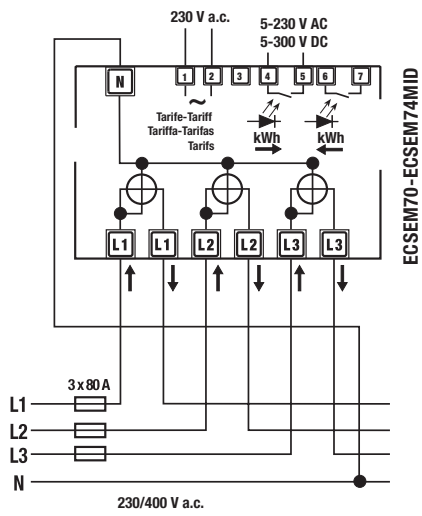 230 V a.c.
5-230 V AC
5-300 V DC
N
1 2 3 4 5 6 7
~
Tarife-Tariff
Tariffa-Tarifas
Tarifs
kWh kWh
L1 L1 L2 L2 L3 L3
ECSEM70-ECSEM74MID
3 x 80 A
L1
L2
L3
N
230/400 V a.c.